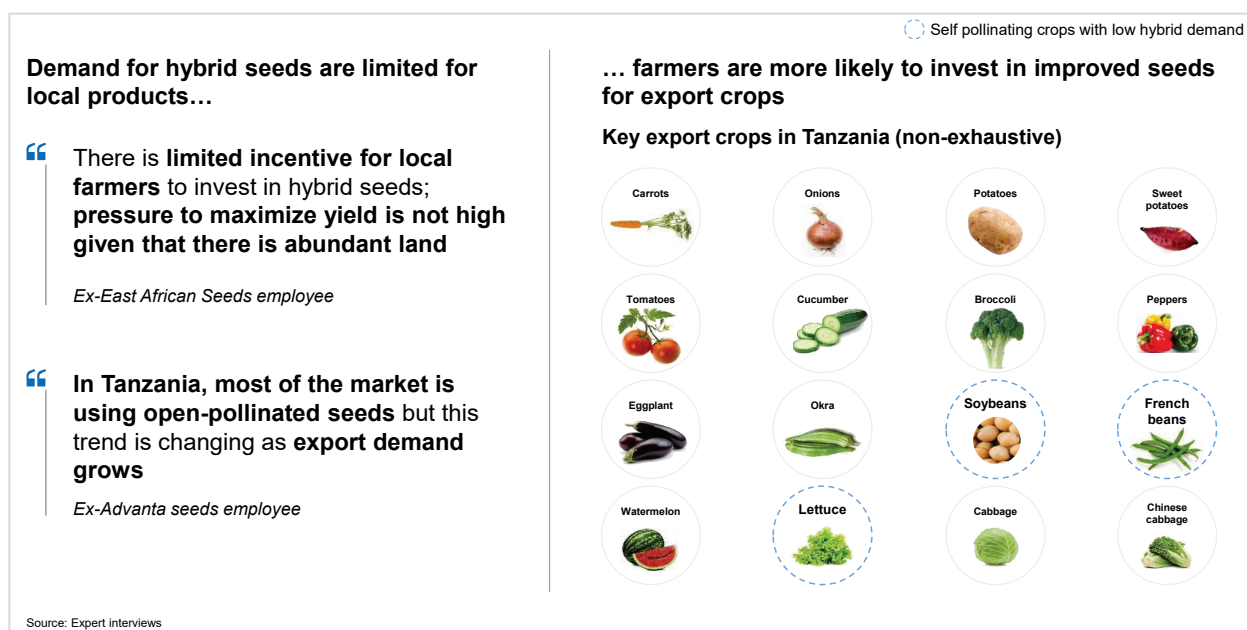 Self pollinating crops with low hybrid demand
Demand for hybrid seeds are limited for
local products…
“
There is limited incentive for local
farmers to invest in hybrid seeds;
pressure to maximize yield is not high
given that there is abundant land
Ex-East African Seeds employee
“
In Tanzania, most of the market is
using open-pollinated seeds but this
trend is changing as export demand
grows
Ex-Advanta seeds employee
… farmers are more likely to invest in improved seeds
for export crops
Key export crops in Tanzania (non-exhaustive)
Carrots
Onions
Potatoes
Sweet
potatoes
Tomatoes
Cucumber
Broccoli
Peppers
Eggplant
Okra
Soybeans
French
beans
Watermelon
Lettuce
Cabbage
Chinese
cabbage
Source: Expert interviews